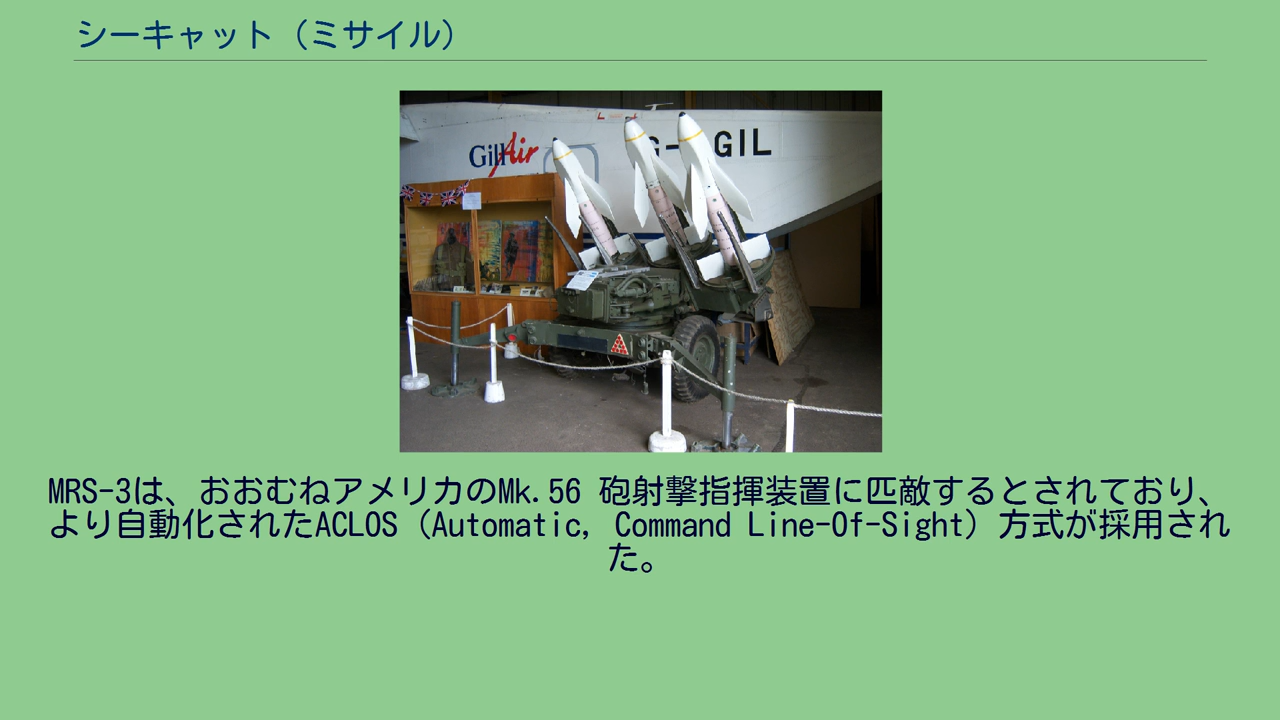 シーキャット（ミサイル）
GillAir
G-
GIL
MRS-3は、おおむねアメリカのMk.56 砲射撃指揮装置に匹敵するとされており、
より自動化されたACLOS（Automatic, Command Line-Of-Sight）方式が採用され
た。